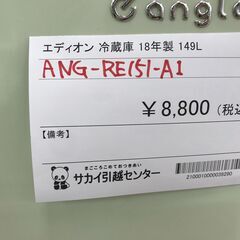 e angle
エディオン 冷蔵庫 18年製 149L
ANG-RE151-A1
￥8,800(税込
【備考】
まごころこめておつきあい
サカイ引越センター
2100010000039290